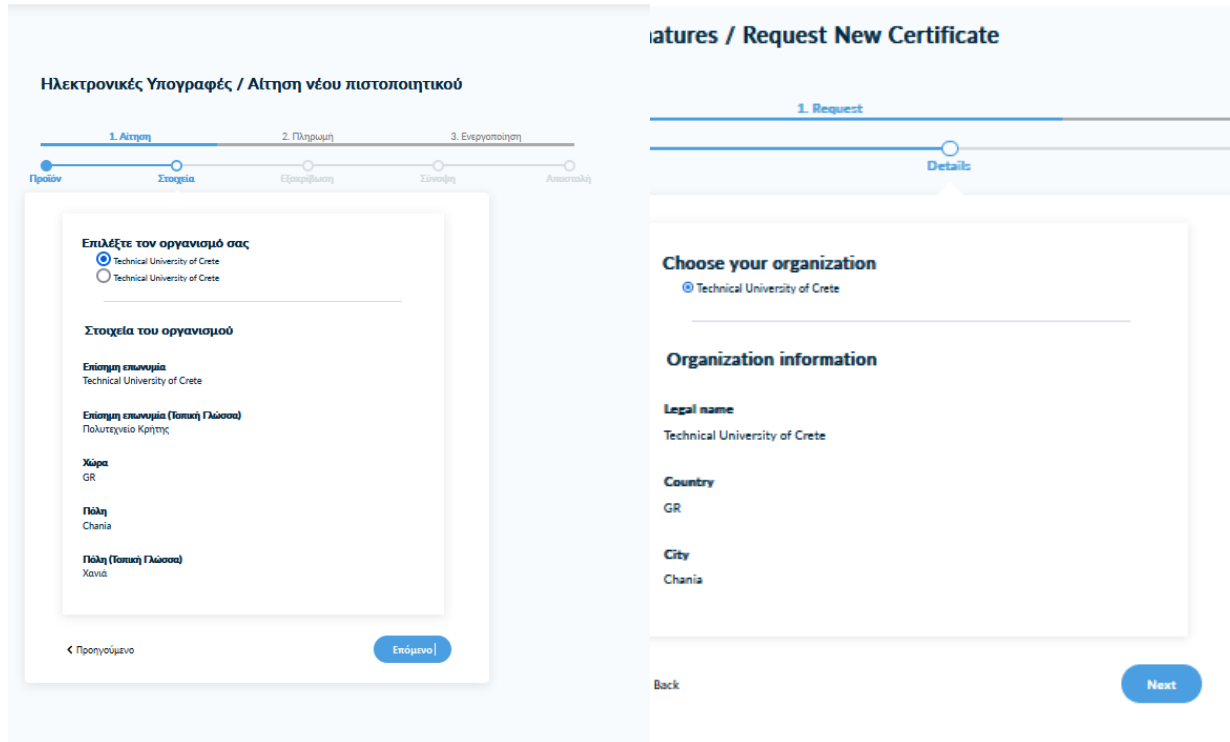 Ηλεκτρονικές Υπογραφές / Αίτηση νέου πιστοποιητικού
1. Αίτηση
2. Πληρωμή
3. Ενεργοποίηση
Προϊόν
Στοιχεία
Εξακρίβωση
Σύνοψη
Αποστολή
Επιλέξτε τον οργανισμό σας
Technical University of Crete
Technical University of Crete
Στοιχεία του οργανισμού
Επίσημη επωνυμία
Technical University of Crete
Επίσημη επωνυμία (Τοπική Γλώσσα)
Πολυτεχνείο Κρήτης
Χώρα
GR
Πόλη
Chania
Πόλη (Τοπική Γλώσσα)
Χανιά
Προηγούμενο
Επόμενο
atures / Request New Certificate
1. Request
Details
Choose your organization
Technical University of Crete
Organization information
Legal name
Technical University of Crete
Country
GR
City
Chania
Back
Next